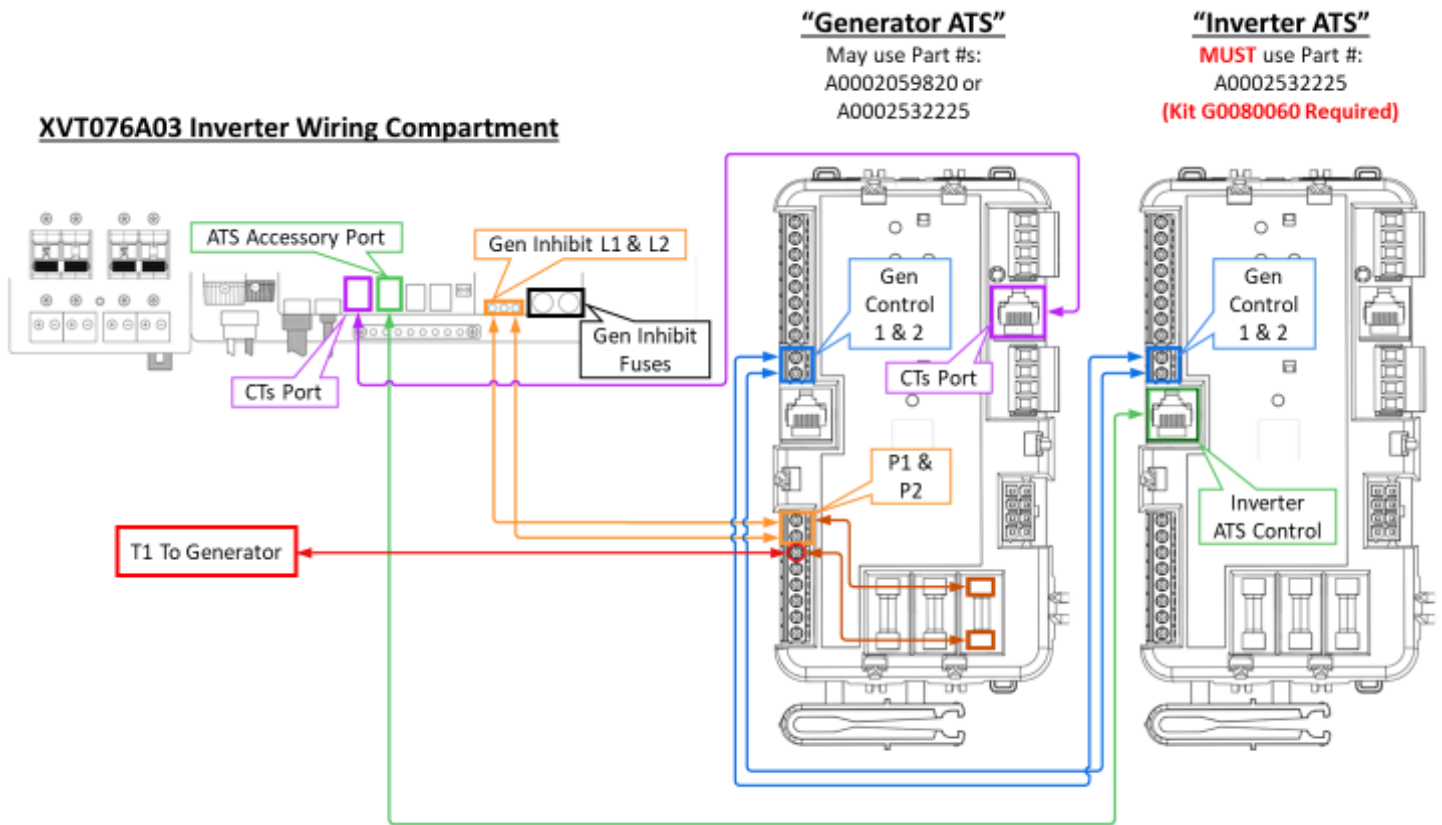 “Generator ATS”
May use Part #s:
A0002059820 or
A0002532225
“Inverter ATS”
MUST use Part #:
A0002532225
(Kit G0080060 Required)
XVT076A03 Inverter Wiring Compartment
ATS Accessory Port
Gen Inhibit L1 & L2
Gen Inhibit
Fuses
CTs Port
Gen
Control
1 & 2
CTs Port
P1 &
P2
T1 To Generator
Gen
Control
1 & 2
Inverter
ATS Control